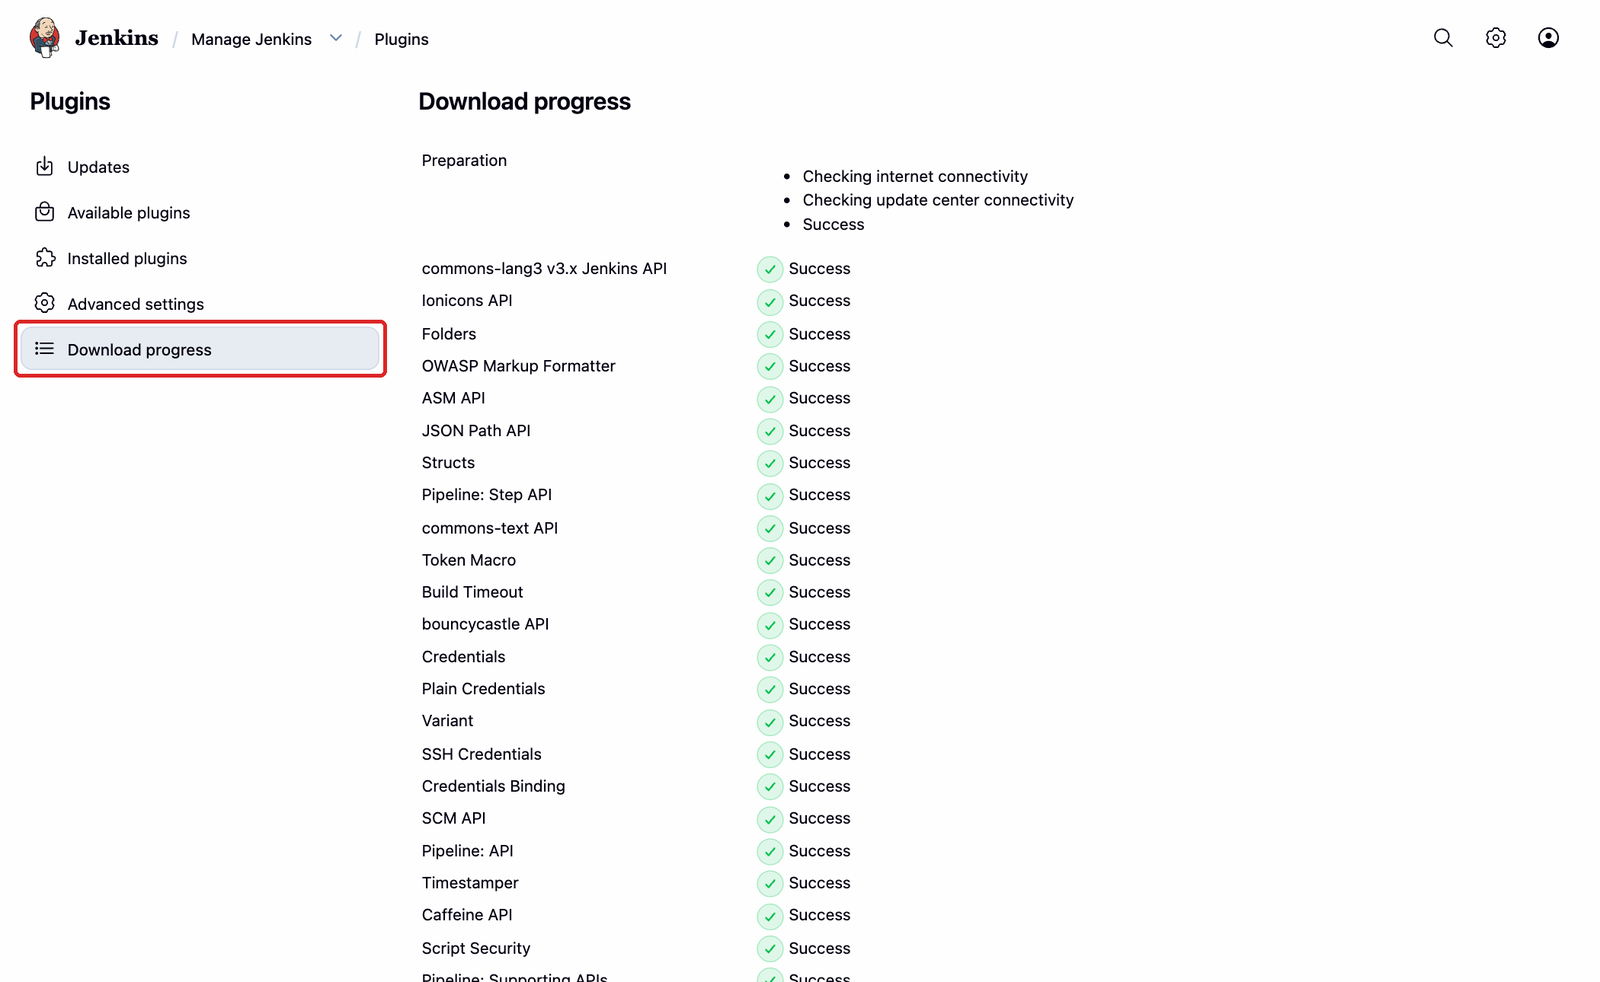 Jenkins / Manage Jenkins / Plugins
Plugins
Updates
Available plugins
Installed plugins
Advanced settings
Download progress
Download progress
Preparation
• Checking internet connectivity
• Checking update center connectivity
• Success
commons-lang3 v3.x Jenkins API Success
Ionicons API Success
Folders Success
OWASP Markup Formatter Success
ASM API Success
JSON Path API Success
Structs Success
Pipeline: Step API Success
commons-text API Success
Token Macro Success
Build Timeout Success
bouncycastle API Success
Credentials Success
Plain Credentials Success
Variant Success
SSH Credentials Success
Credentials Binding Success
SCM API Success
Pipeline: API Success
Timestamper Success
Caffeine API Success
Script Security Success
Pipeline: Supporting APIs Success